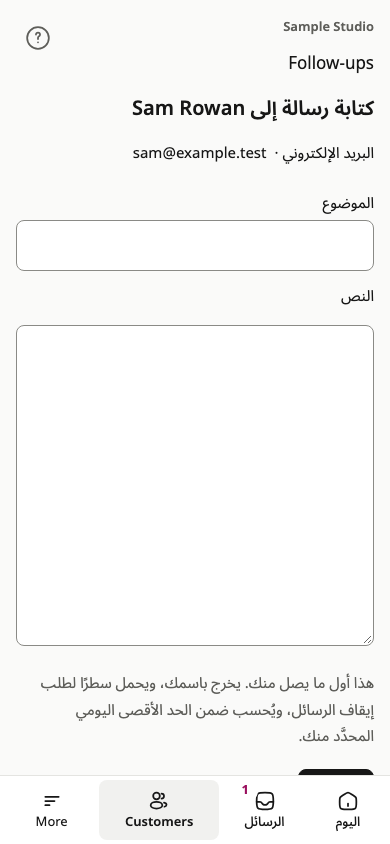 Sample Studio
Follow-ups
كتابة رسالة إلى Sam Rowan
البريد الإلكتروني · sam@example.test
الموضوع
النص
هذا أول ما يصل منك. يخرج باسمك، ويحمل سطرًا لطلب
إيقاف الرسائل، ويُحسب ضمن الحد الأقصى اليومي
المحدَّد منك.
اليوم
الرسائل 1
Customers
More